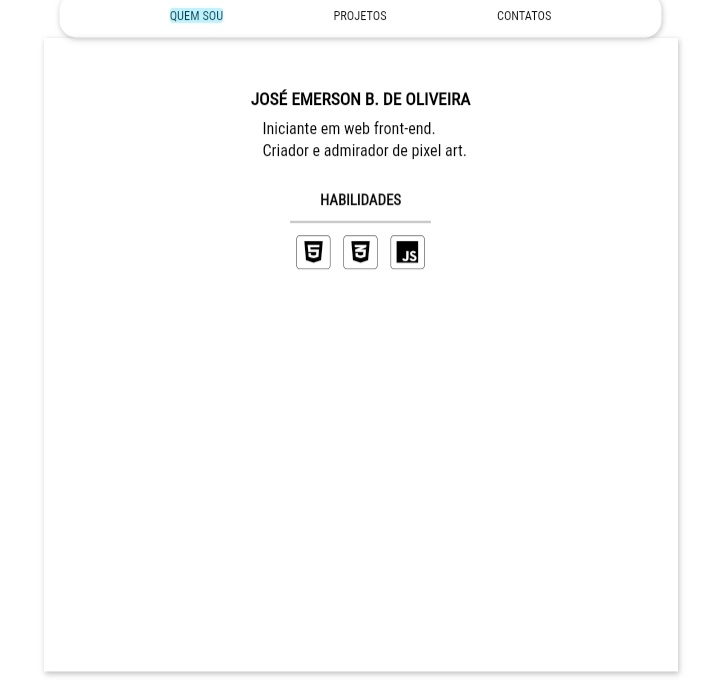 QUEM SOU
PROJETOS
CONTATOS
JOSÉ EMERSON B. DE OLIVEIRA
Iniciante em web front-end.
Criador e admirador de pixel art.
HABILIDADES
5
3
JS